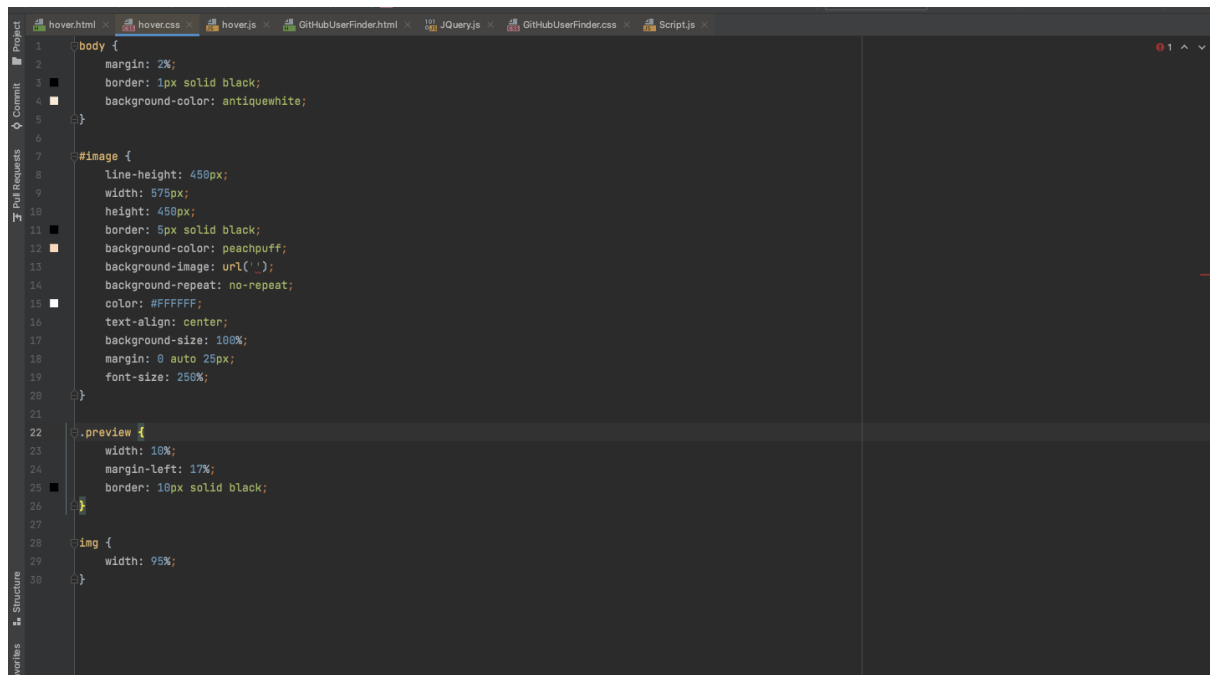 hover.html × hover.css × hover.js × GitHubUserFinder.html × JQuery.js × GitHubUserFinder.css × Script.js ×
Project
Commit
Pull Requests
Structure
1 body {
2 margin: 2%;
3 border: 1px solid black;
4 background-color: antiquewhite;
5 }
6
7 #image {
8 line-height: 450px;
9 width: 575px;
10 height: 450px;
11 border: 5px solid black;
12 background-color: peachpuff;
13 background-image: url('');
14 background-repeat: no-repeat;
15 color: #FFFFFF;
16 text-align: center;
17 background-size: 100%;
18 margin: 0 auto 25px;
19 font-size: 250%;
20 }
21
22 .preview {
23 width: 10%;
24 margin-left: 17%;
25 border: 10px solid black;
26 }
27
28 img {
29 width: 95%;
30 }
1